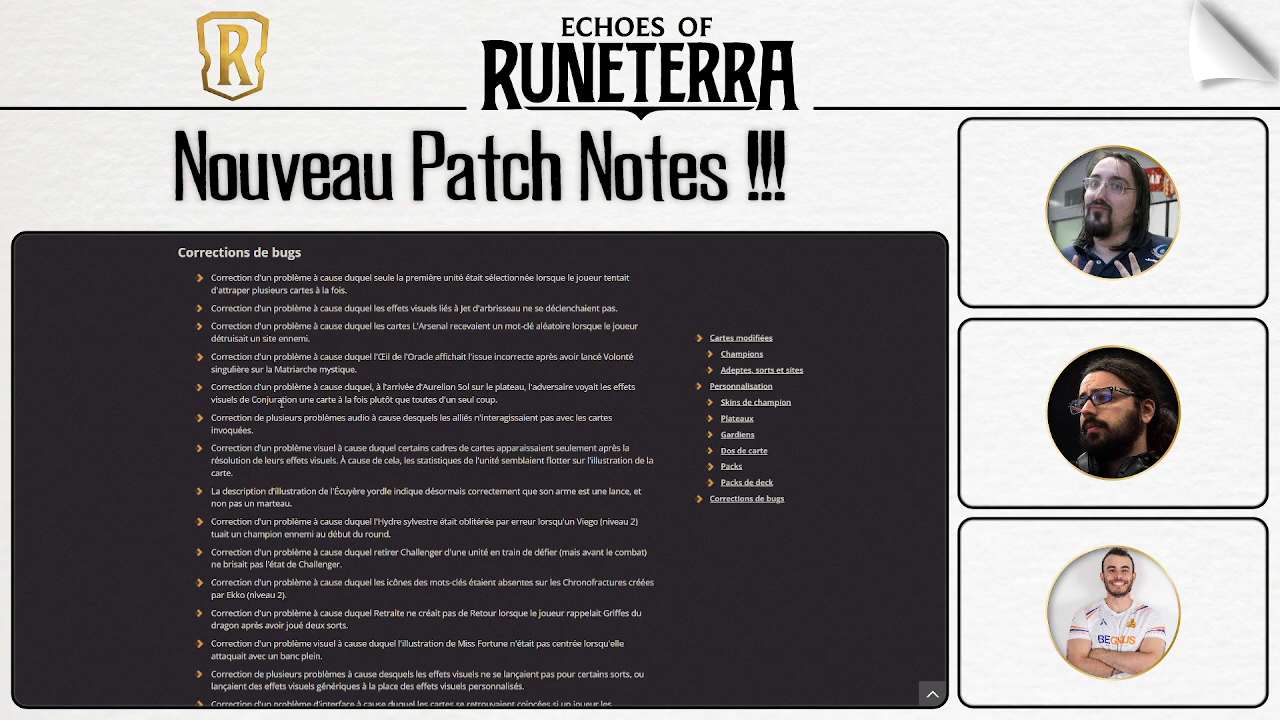 R
ECHOES OF
RUNETERRA
Nouveau Patch Notes !!!
Corrections de bugs
Correction d'un problème à cause duquel seule la première unité était sélectionnée lorsque le joueur tentait
d'attraper plusieurs cartes à la fois.
Correction d'un problème à cause duquel les effets visuels liés à Jet d'arbrisseau ne se déclenchaient pas.
Correction d'un problème à cause duquel les cartes L'Arsenal recevaient un mot-clé aléatoire lorsque le joueur
détruisait un site ennemi.
Correction d'un problème à cause duquel l'Œil de l'Oracle affichait l'issue incorrecte après avoir lancé Volonté
singulière sur la Matriarche mystique.
Correction d'un problème à cause duquel, à l'arrivée d'Aurelion Sol sur le plateau, l'adversaire voyait les effets
visuels de Conjuration une carte à la fois plutôt que toutes d'un seul coup.
Correction de plusieurs problèmes audio à cause desquels les alliés n'interagissaient pas avec les cartes
invoquées.
Correction d'un problème visuel à cause duquel certains cadres de cartes apparaissaient seulement après la
résolution de leurs effets visuels. À cause de cela, les statistiques de l'unité semblaient flotter sur l'illustration de la
carte.
La description d'illustration de l'Écuyère yordle indique désormais correctement que son arme est une lance, et
non pas un marteau.
Correction d'un problème à cause duquel l'Hydre sylvestre était oblitérée par erreur lorsqu'un Viego (niveau 2)
tuait un champion ennemi au début du round.
Correction d'un problème à cause duquel retirer Challenger d'une unité en train de défier (mais avant le combat)
ne brisait pas l'état de Challenger.
Correction d'un problème à cause duquel les icônes des mots-clés étaient absentes sur les Chronofractures créées
par Ekko (niveau 2).
Correction d'un problème à cause duquel Retraite ne créait pas de Retour lorsque le joueur rappelait Griffes du
dragon après avoir joué deux sorts.
Correction d'un problème visuel à cause duquel l'illustration de Miss Fortune n'était pas centrée lorsqu'elle
attaquait avec un banc plein.
Correction de plusieurs problèmes à cause desquels les effets visuels ne se lançaient pas pour certains sorts, ou
lançaient des effets visuels génériques à la place des effets visuels personnalisés.
Correction d'un problème d'interface à cause duquel les cartes se retrouvaient coincées si un joueur les
Cartes modifiées
Champions
Adeptes, sorts et sites
Personnalisation
Skins de champion
Plateaux
Gardiens
Dos de carte
Packs
Packs de deck
Corrections de bugs